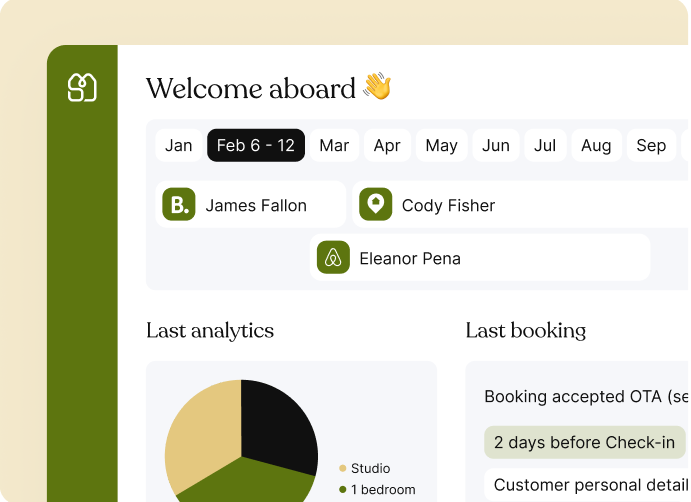 Welcome aboard 👋
Jan Feb 6 - 12 Mar Apr May Jun Jul Aug Sep
B. James Fallon Cody Fisher
Eleanor Pena
Last analytics Last booking
Booking accepted OTA (se
2 days before Check-in
Studio
Customer personal detail
1 bedroom